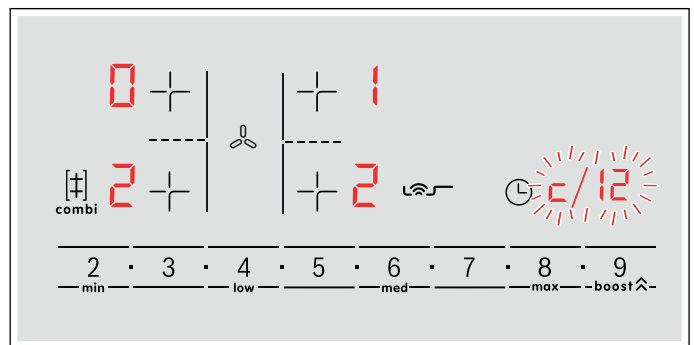 0 1
combi 2 2 c/12
2 · 3 · 4 · 5 · 6 · 7 · 8 · 9
min low med max boost